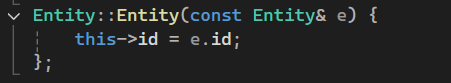 Entity::Entity(const Entity& e) {
    this->id = e.id;
};